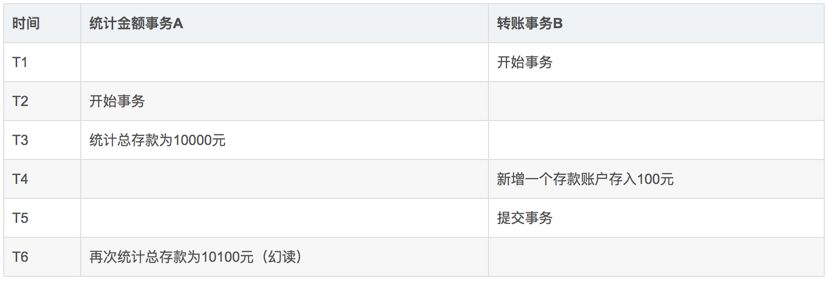 时间 统计金额事务A 转账事务B
T1 开始事务
T2 开始事务
T3 统计总存款为10000元
T4 新增一个存款账户存入100元
T5 提交事务
T6 再次统计总存款为10100元（幻读）